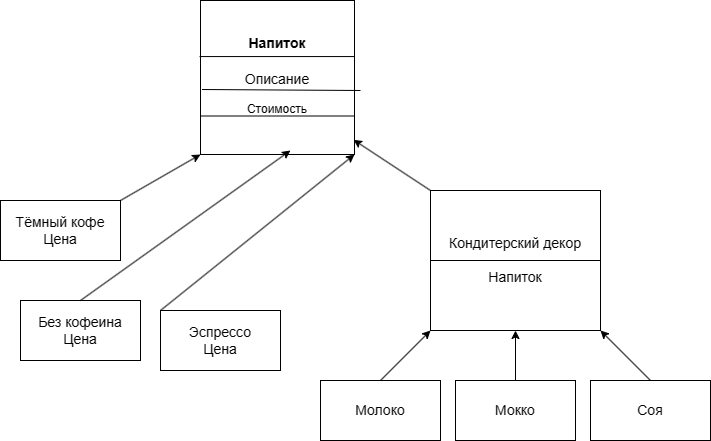 Напиток
Описание
Стоимость
Тёмный кофе
Цена
Кондитерский декор
Напиток
Без кофеина
Цена
Эспрессо
Цена
Молоко
Мокко
Соя